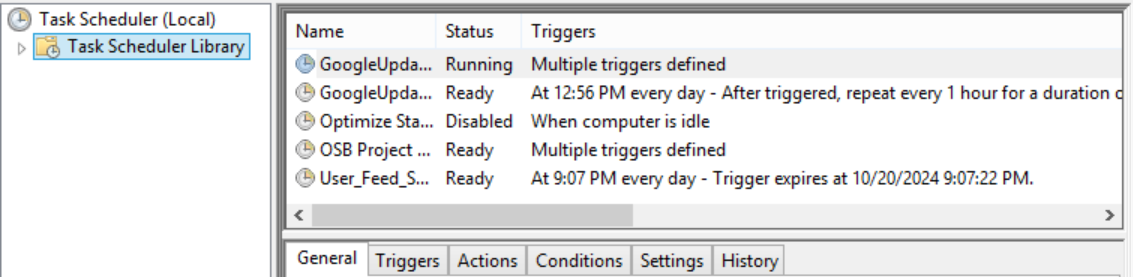 Task Scheduler (Local)
Task Scheduler Library
Name Status Triggers
GoogleUpda... Running Multiple triggers defined
GoogleUpda... Ready At 12:56 PM every day - After triggered, repeat every 1 hour for a duration o
Optimize Sta... Disabled When computer is idle
OSB Project ... Ready Multiple triggers defined
User_Feed_S... Ready At 9:07 PM every day - Trigger expires at 10/20/2024 9:07:22 PM.
General Triggers Actions Conditions Settings History